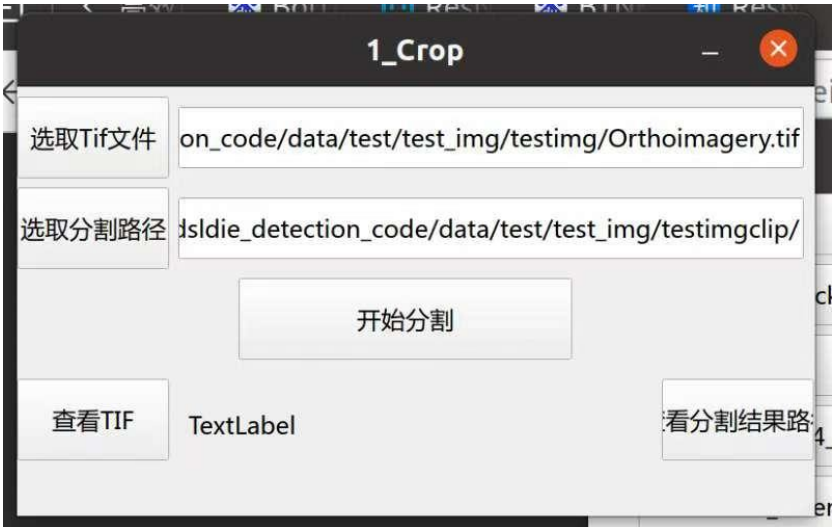 1_Crop
选取Tif文件
on_code/data/test/test_img/testimg/Orthoimagery.tif
选取分割路径
dsldie_detection_code/data/test/test_img/testimgclip/
开始分割
查看TIF
TextLabel
看分割结果路